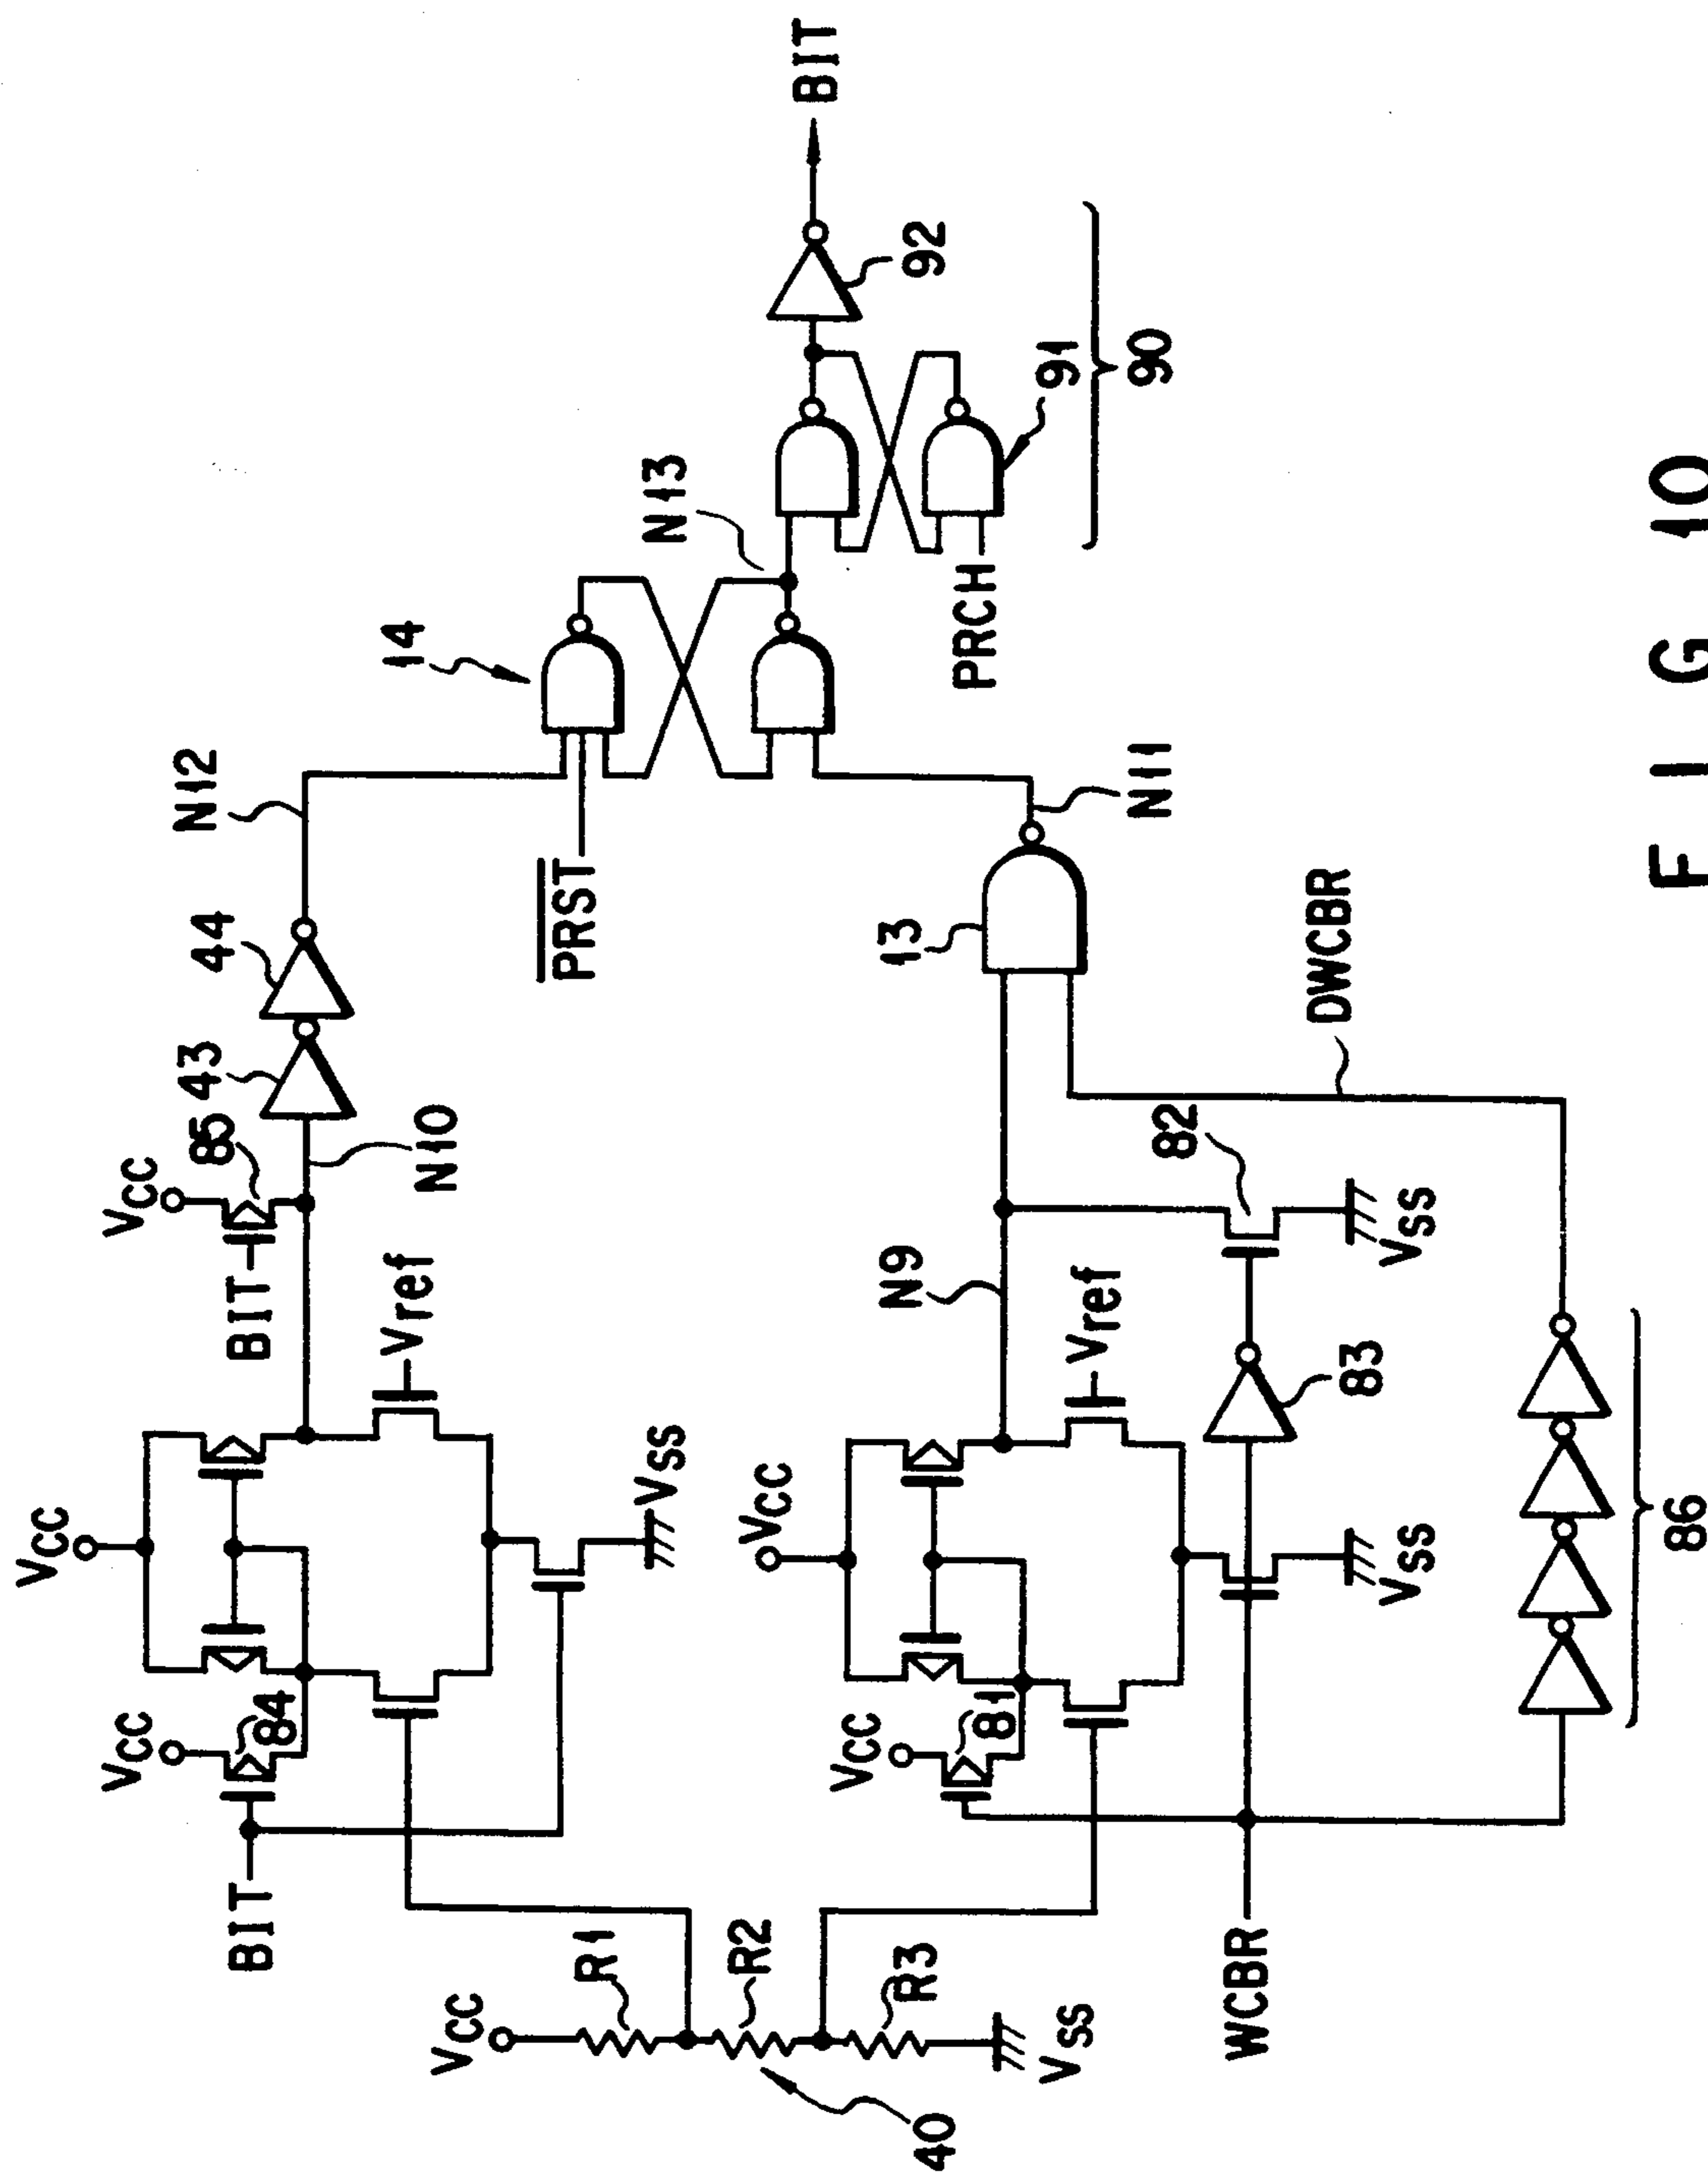 VCC
VCC
84
BIT
VCC
85
BIT
Vref
N10
43
44
N12
VSS
14
PRST
N13
PRCH
91
92
90
BIT
VCC
R1
R2
R3
VSS
40
VCC
VCC
81
N9
Vref
WCBR
VSS
83
82
VSS
86
DWCBR
13
N11
FIG 10